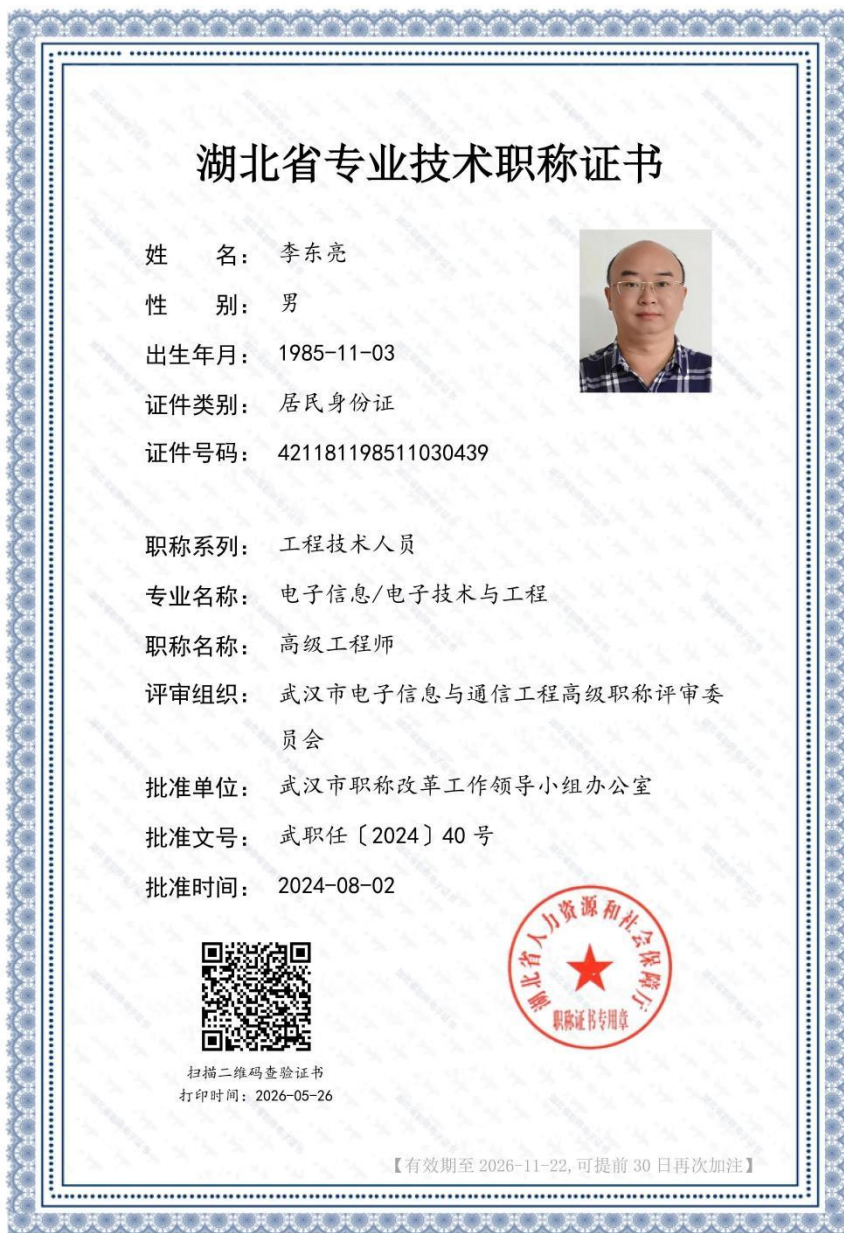 湖北省专业技术职称证书
姓 名： 李东亮
性 别： 男
出生年月： 1985-11-03
证件类别： 居民身份证
证件号码： 421181198511030439
职称系列： 工程技术人员
专业名称： 电子信息/电子技术与工程
职称名称： 高级工程师
评审组织： 武汉市电子信息与通信工程高级职称评审委
员会
批准单位： 武汉市职称改革工作领导小组办公室
批准文号： 武职任〔2024〕40 号
批准时间： 2024-08-02
湖北省人力资源和社会保障厅
职称证书专用章
扫描二维码查验证书
打印时间：2026-05-26
【有效期至 2026-11-22,可提前 30 日再次加注】